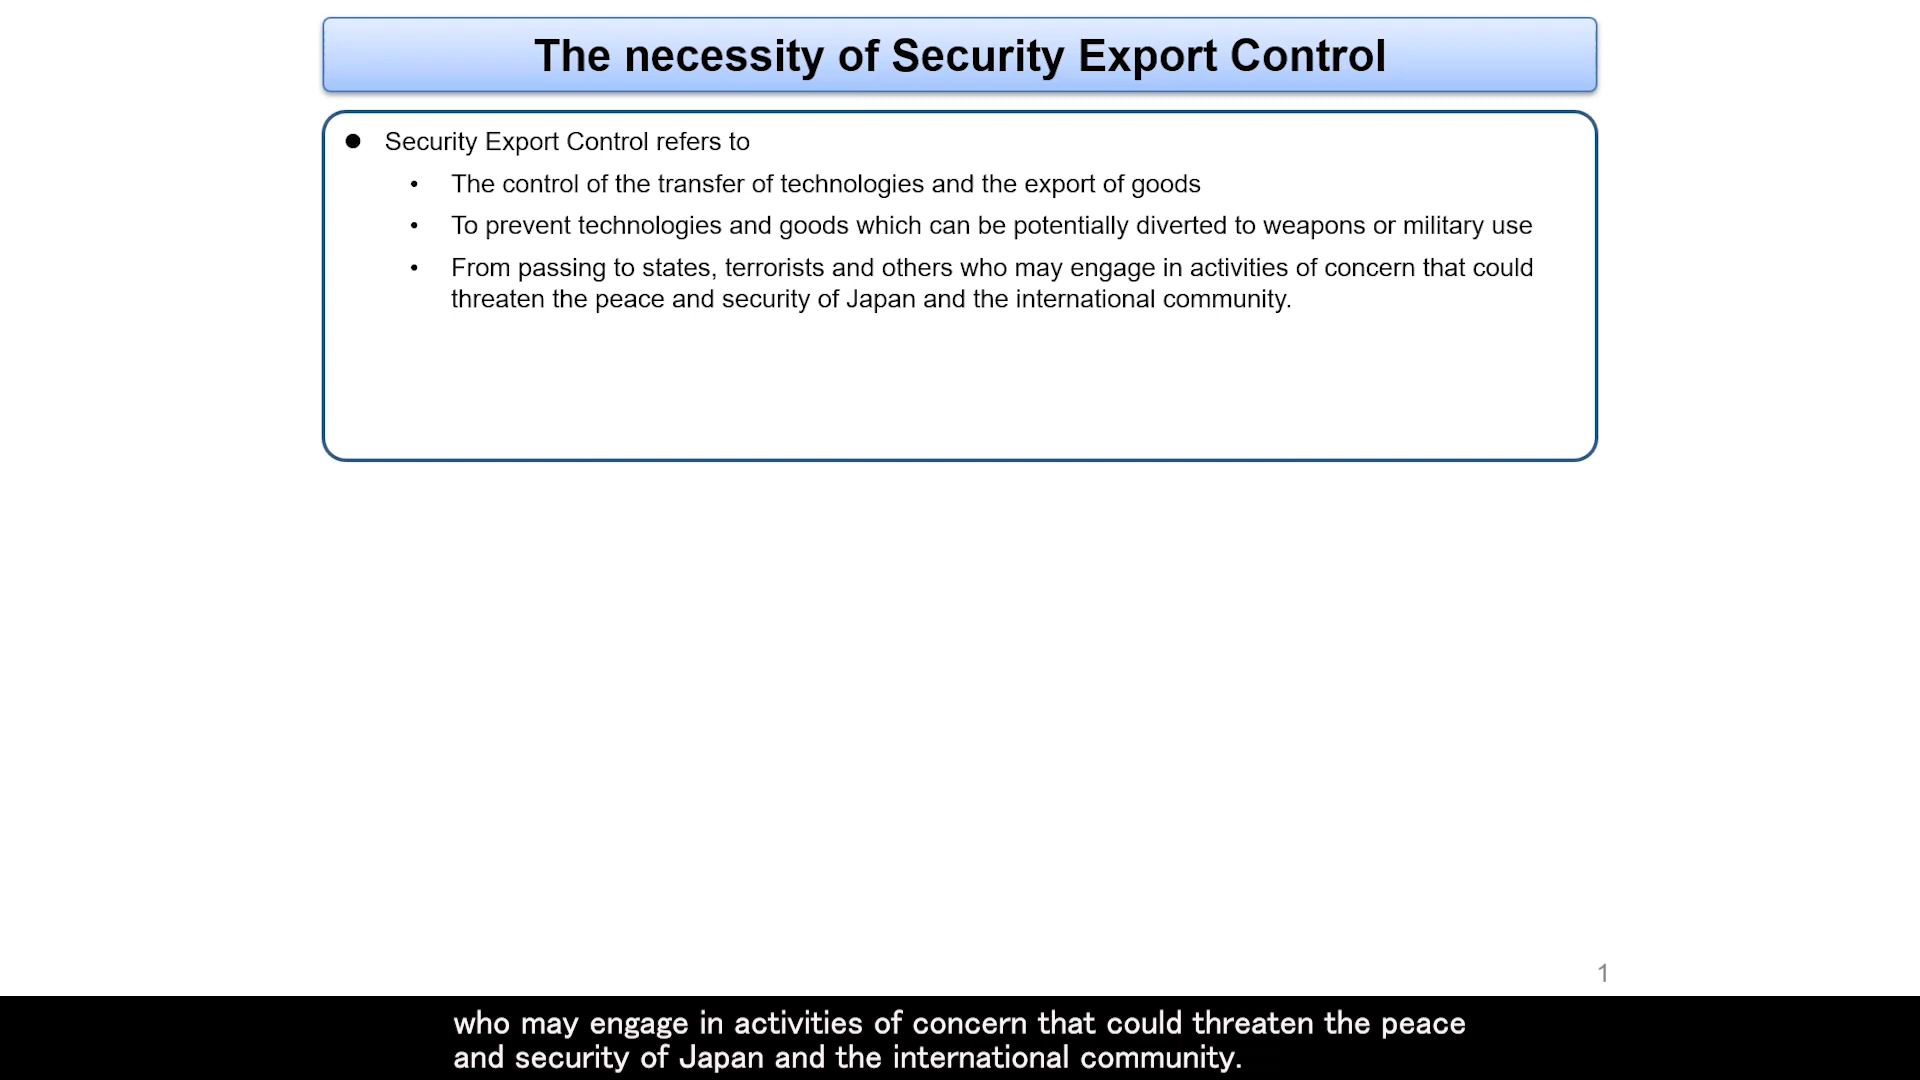 The necessity of Security Export Control
● Security Export Control refers to
• The control of the transfer of technologies and the export of goods
• To prevent technologies and goods which can be potentially diverted to weapons or military use
• From passing to states, terrorists and others who may engage in activities of concern that could
threaten the peace and security of Japan and the international community.
1
who may engage in activities of concern that could threaten the peace
and security of Japan and the international community.